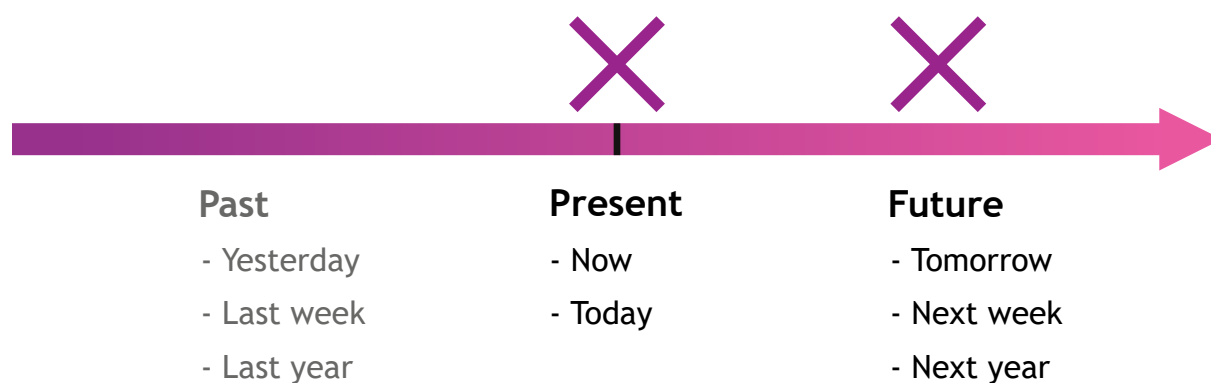 Past
Present
Future
- Yesterday
- Now
- Tomorrow
- Last week
- Today
- Next week
- Last year
- Next year